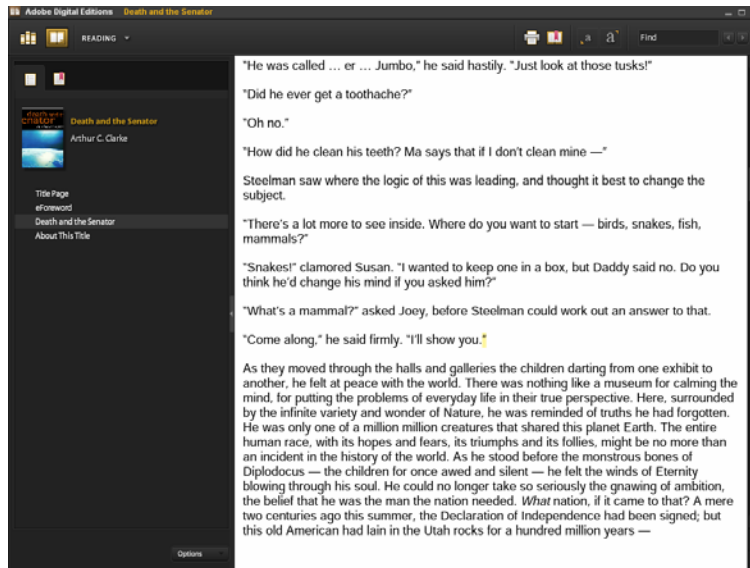 Adobe Digital Editions Death and the Senator
READING
a a Find
Death and the Senator
Arthur C. Clarke
Title Page
eForeword
Death and the Senator
About This Title
Options
"He was called … er … Jumbo," he said hastily. "Just look at those tusks!"
"Did he ever get a toothache?"
"Oh no."
"How did he clean his teeth? Ma says that if I don't clean mine —"
Steelman saw where the logic of this was leading, and thought it best to change the
subject.
"There's a lot more to see inside. Where do you want to start — birds, snakes, fish,
mammals?"
"Snakes!" clamored Susan. "I wanted to keep one in a box, but Daddy said no. Do you
think he'd change his mind if you asked him?"
"What's a mammal?" asked Joey, before Steelman could work out an answer to that.
"Come along," he said firmly. "I'll show you."
As they moved through the halls and galleries the children darting from one exhibit to
another, he felt at peace with the world. There was nothing like a museum for calming the
mind, for putting the problems of everyday life in their true perspective. Here, surrounded
by the infinite variety and wonder of Nature, he was reminded of truths he had forgotten.
He was only one of a million million creatures that shared this planet Earth. The entire
human race, with its hopes and fears, its triumphs and its follies, might be no more than
an incident in the history of the world. As he stood before the monstrous bones of
Diplodocus — the children for once awed and silent — he felt the winds of Eternity
blowing through his soul. He could no longer take so seriously the gnawing of ambition,
the belief that he was the man the nation needed. What nation, if it came to that? A mere
two centuries ago this summer, the Declaration of Independence had been signed; but
this old American had lain in the Utah rocks for a hundred million years —